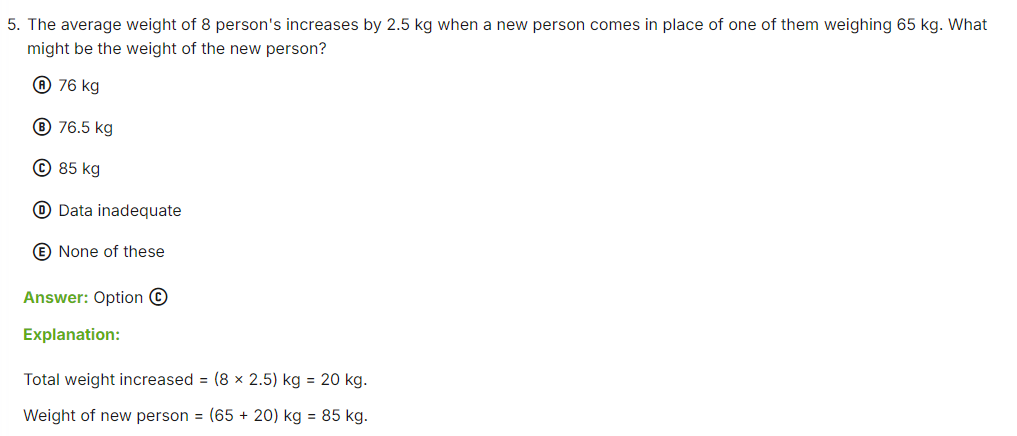 5. The average weight of 8 person's increases by 2.5 kg when a new person comes in place of one of them weighing 65 kg. What
might be the weight of the new person?
Ⓐ 76 kg
Ⓑ 76.5 kg
Ⓒ 85 kg
Ⓓ Data inadequate
Ⓔ None of these
Answer: Option Ⓒ
Explanation:
Total weight increased = (8 × 2.5) kg = 20 kg.
Weight of new person = (65 + 20) kg = 85 kg.